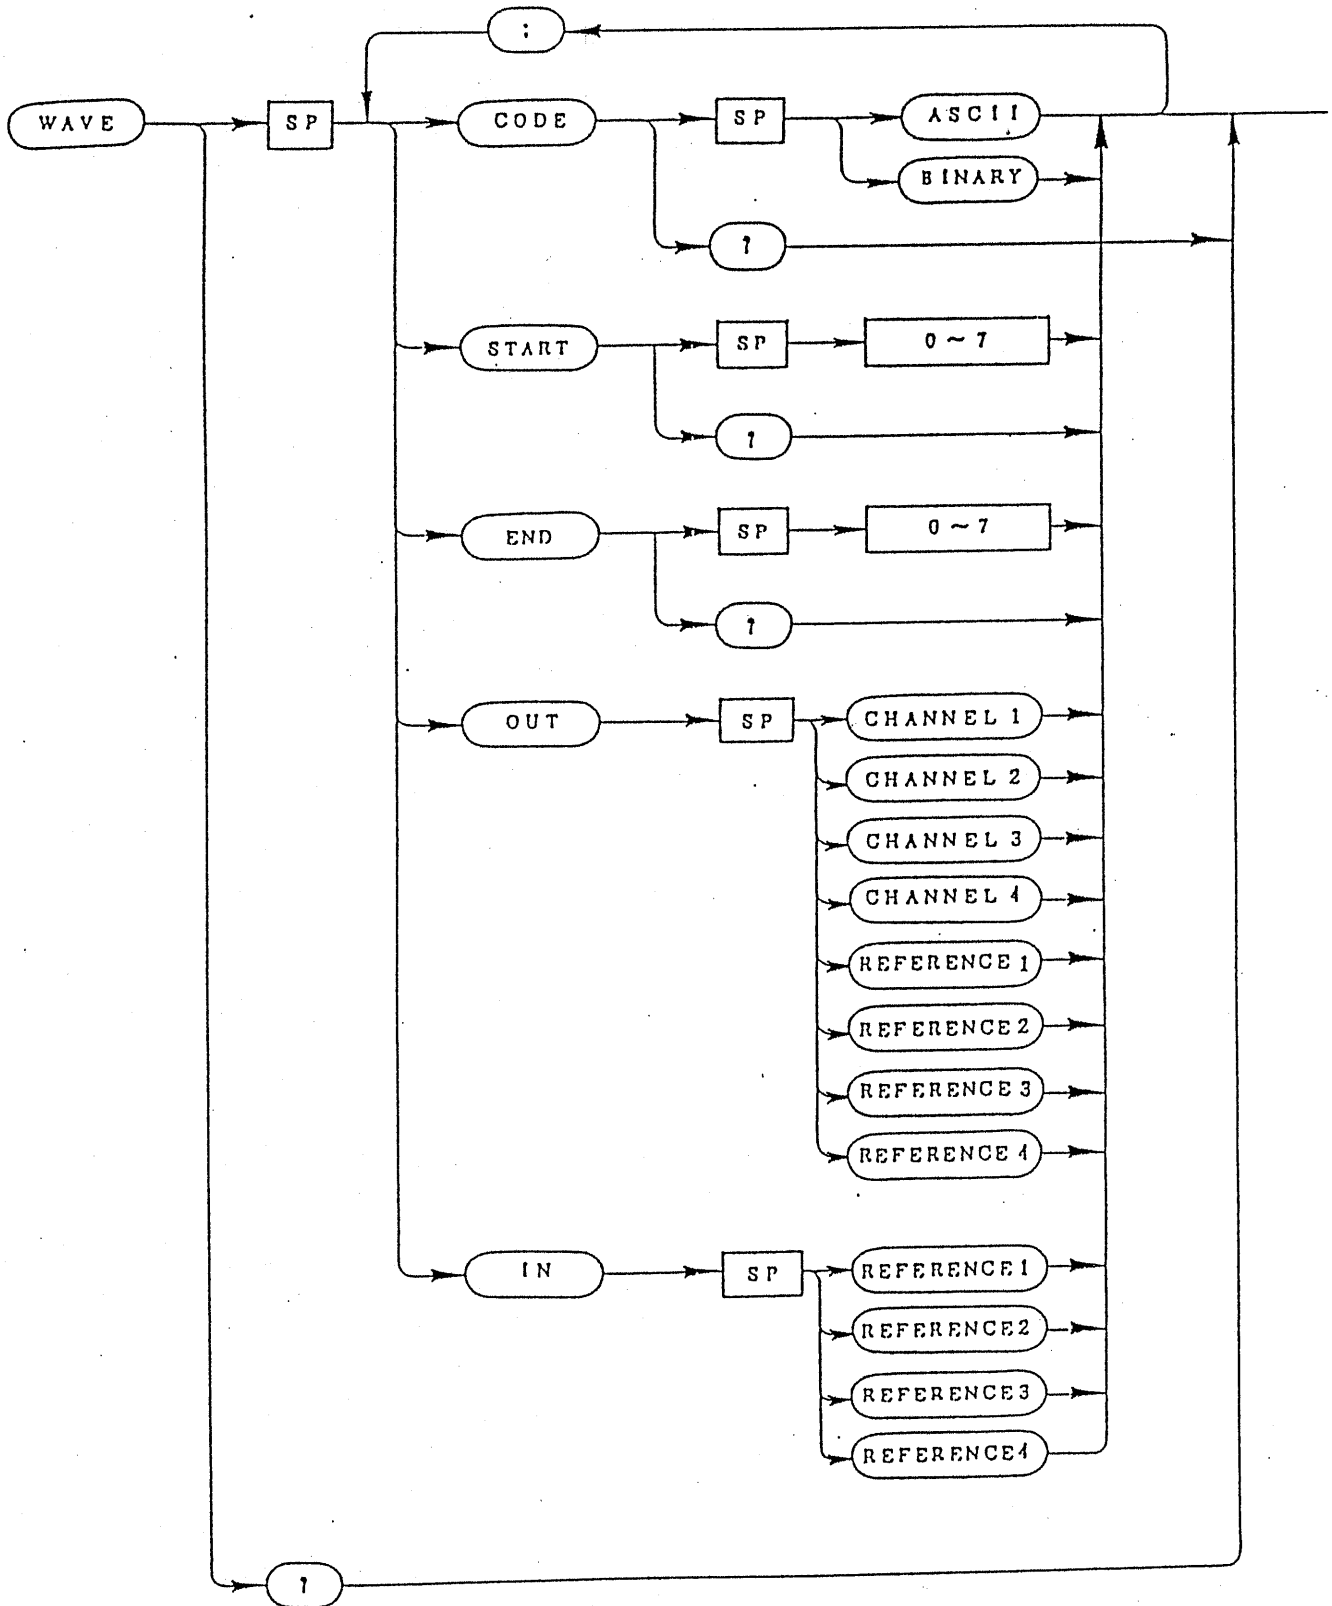 :
WAVE SP CODE SP ASCII
BINARY
?
START SP 0~7
?
END SP 0~7
?
OUT SP CHANNEL 1
CHANNEL 2
CHANNEL 3
CHANNEL 4
REFERENCE 1
REFERENCE 2
REFERENCE 3
REFERENCE 4
IN SP REFERENCE1
REFERENCE2
REFERENCE3
REFERENCE4
?